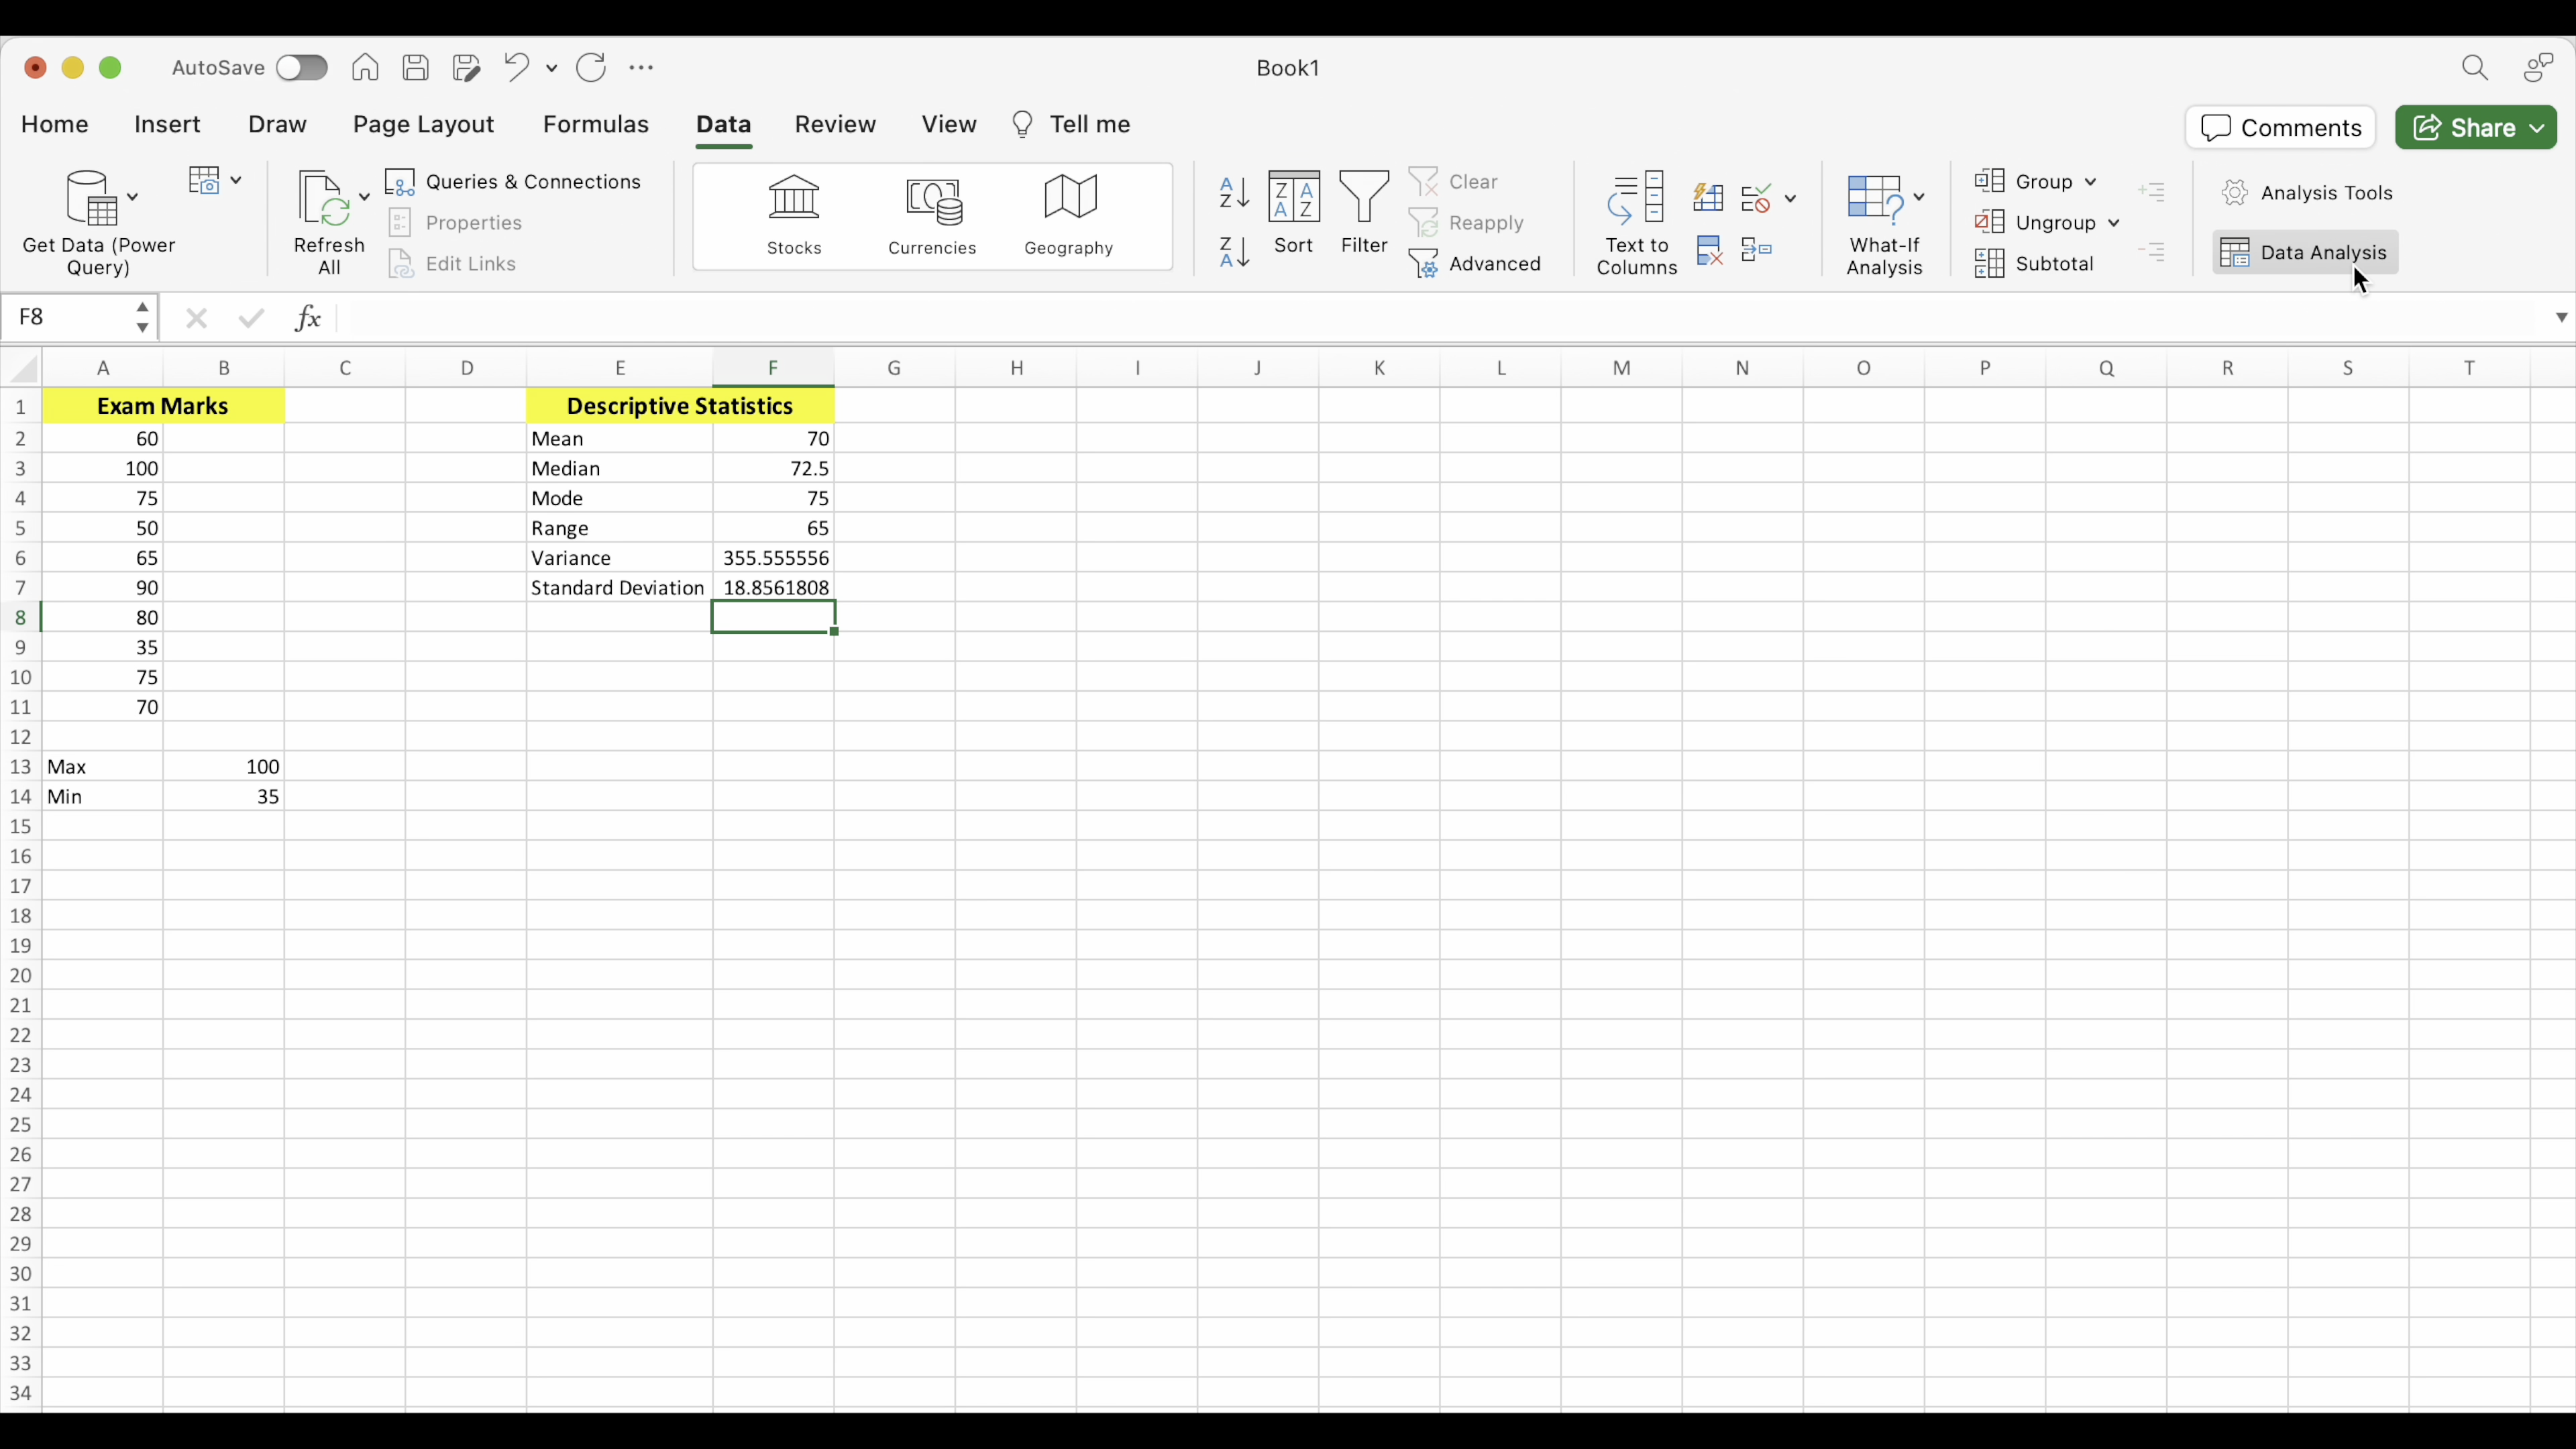 AutoSave
Book1
Home Insert Draw Page Layout Formulas Data Review View Tell me
Comments Share
Get Data (Power Query)
Refresh All
Queries & Connections
Properties
Edit Links
Stocks Currencies Geography
Sort
Filter
Clear
Reapply
Advanced
Text to Columns
What-If Analysis
Group
Ungroup
Subtotal
Analysis Tools
Data Analysis
F8 fx
A B C D E F G H I J K L M N O P Q R S T
1 Exam Marks Descriptive Statistics
2 60 Mean 70
3 100 Median 72.5
4 75 Mode 75
5 50 Range 65
6 65 Variance 355.555556
7 90 Standard Deviation 18.8561808
8 80
9 35
10 75
11 70
12
13 Max 100
14 Min 35
15
16
17
18
19
20
21
22
23
24
25
26
27
28
29
30
31
32
33
34